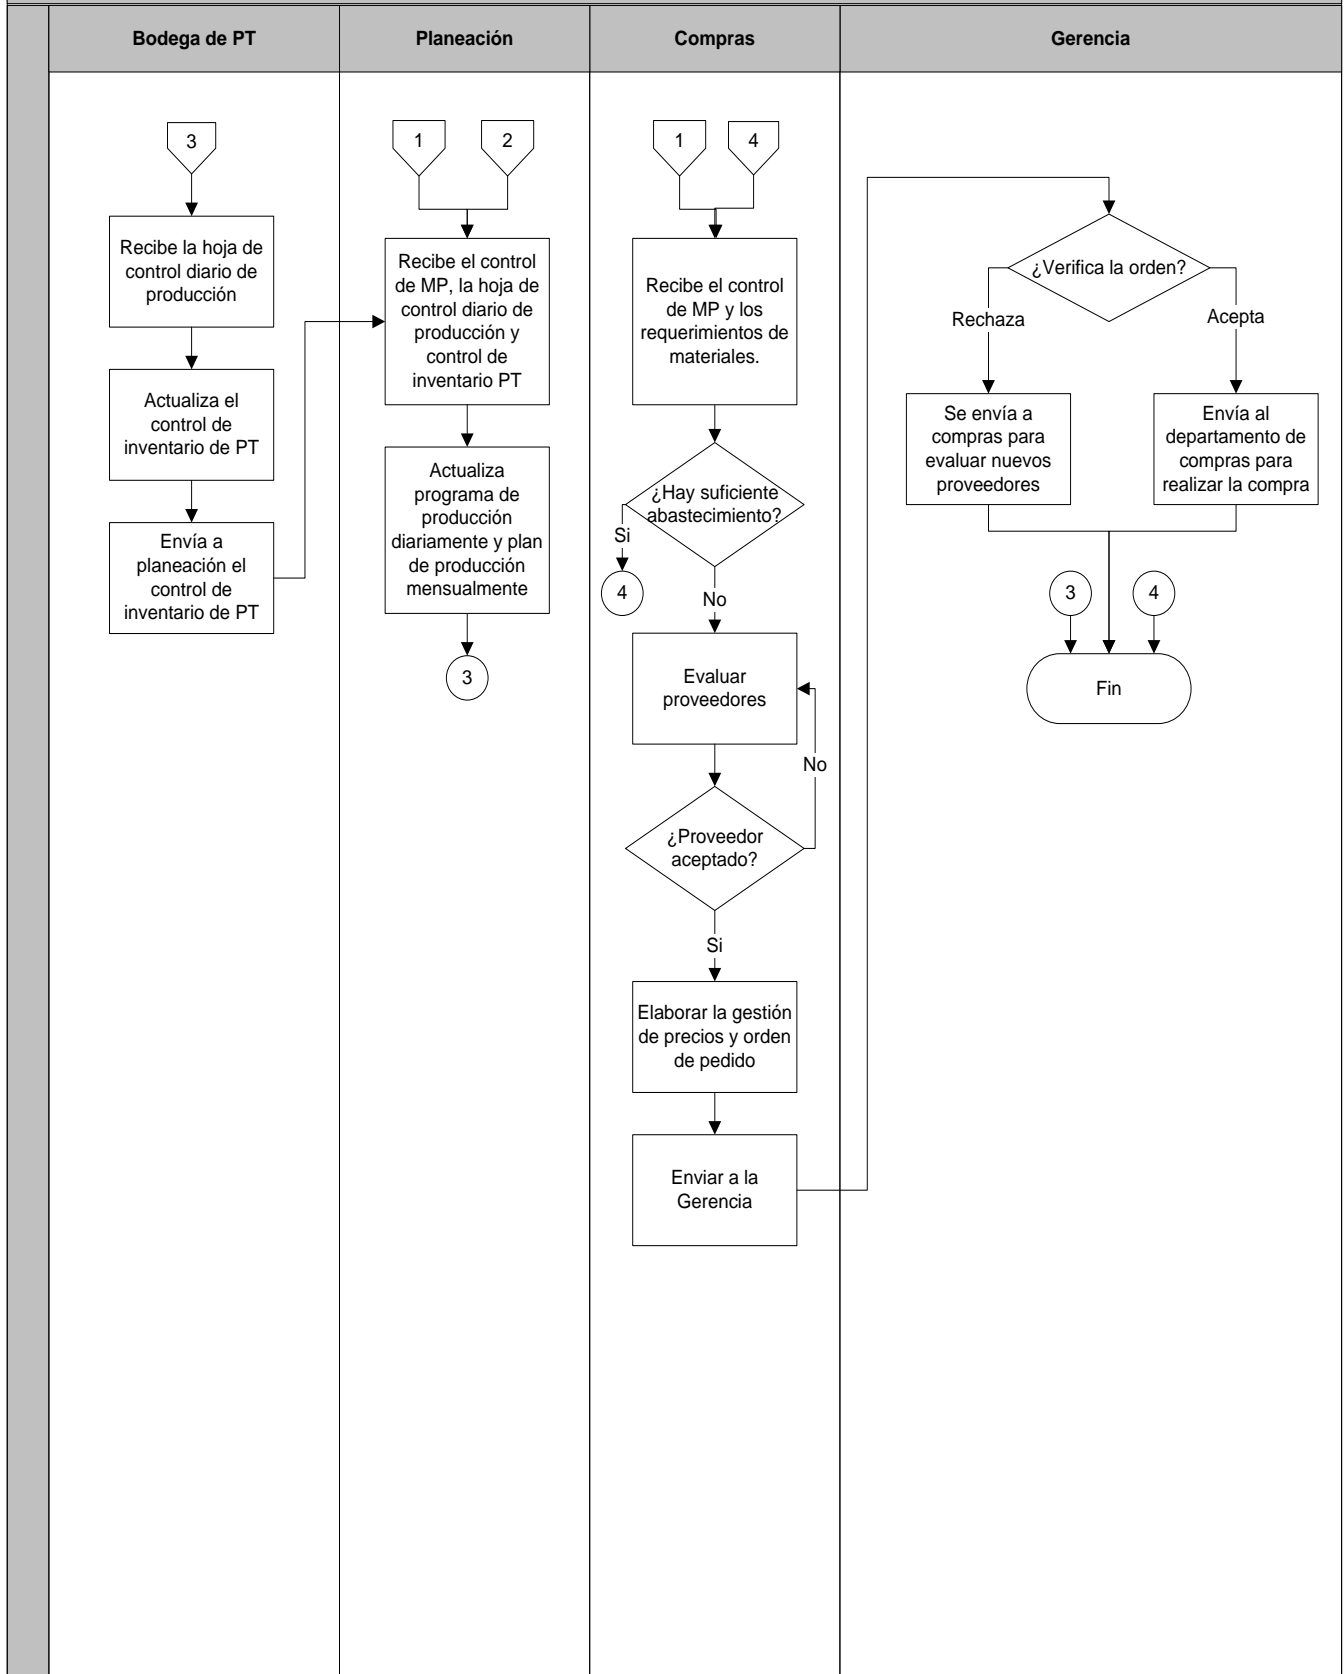 Bodega de PT
Planeación
Compras
Gerencia
3
Recibe la hoja de
control diario de
producción
Actualiza el
control de
inventario de PT
Envía a
planeación el
control de
inventario de PT
1
2
Recibe el control
de MP, la hoja de
control diario de
producción y
control de
inventario PT
Actualiza
programa de
producción
diariamente y plan
de producción
mensualmente
3
1
4
Recibe el control
de MP y los
requerimientos de
materiales.
¿Hay suficiente
abastecimiento?
Si
4
No
Evaluar
proveedores
No
¿Proveedor
aceptado?
Si
Elaborar la gestión
de precios y orden
de pedido
Enviar a la
Gerencia
¿Verifica la orden?
Rechaza
Acepta
Se envía a
compras para
evaluar nuevos
proveedores
Envía al
departamento de
compras para
realizar la compra
3
4
Fin